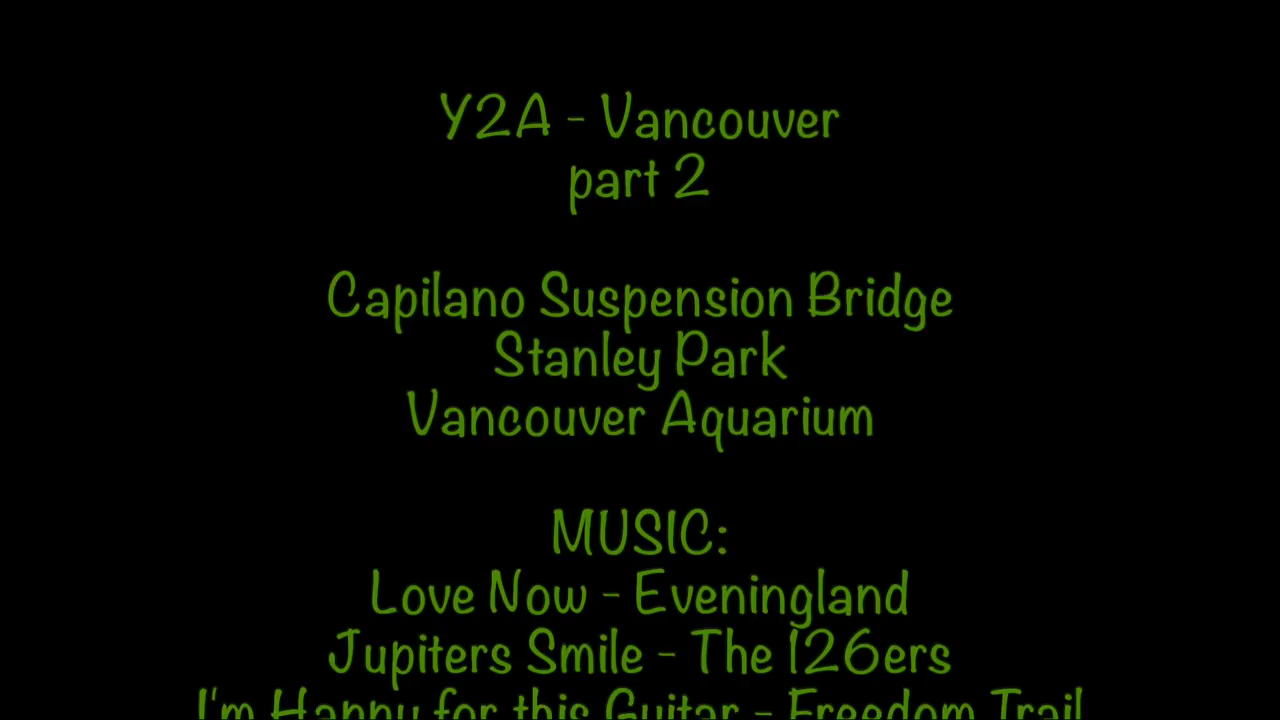 Y2A - Vancouver
part 2
Capilano Suspension Bridge
Stanley Park
Vancouver Aquarium
MUSIC:
Love Now - Eveningland
Jupiters Smile - The 126ers
I'm Happy for this Guitar - Freedom Trail